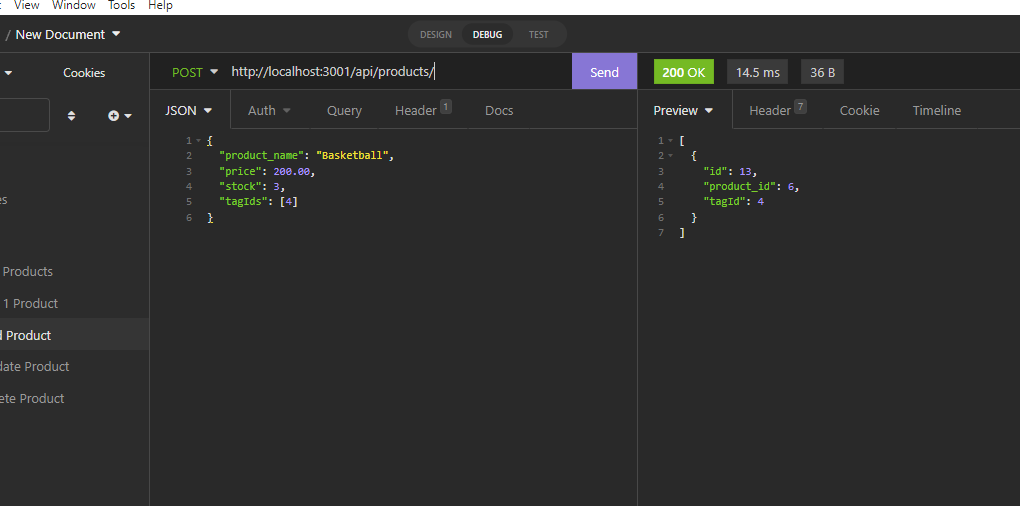 View Window Tools Help
/ New Document
DESIGN DEBUG TEST
Cookies
POST http://localhost:3001/api/products/
Send
200 OK 14.5 ms 36 B
JSON Auth Query Header 1 Docs
Preview Header 7 Cookie Timeline
1 {
2 "product_name": "Basketball",
3 "price": 200.00,
4 "stock": 3,
5 "tagIds": [4]
6 }
1 [
2 {
3 "id": 13,
4 "product_id": 6,
5 "tagId": 4
6 }
7 ]
Products
1 Product
Product
date Product
ete Product